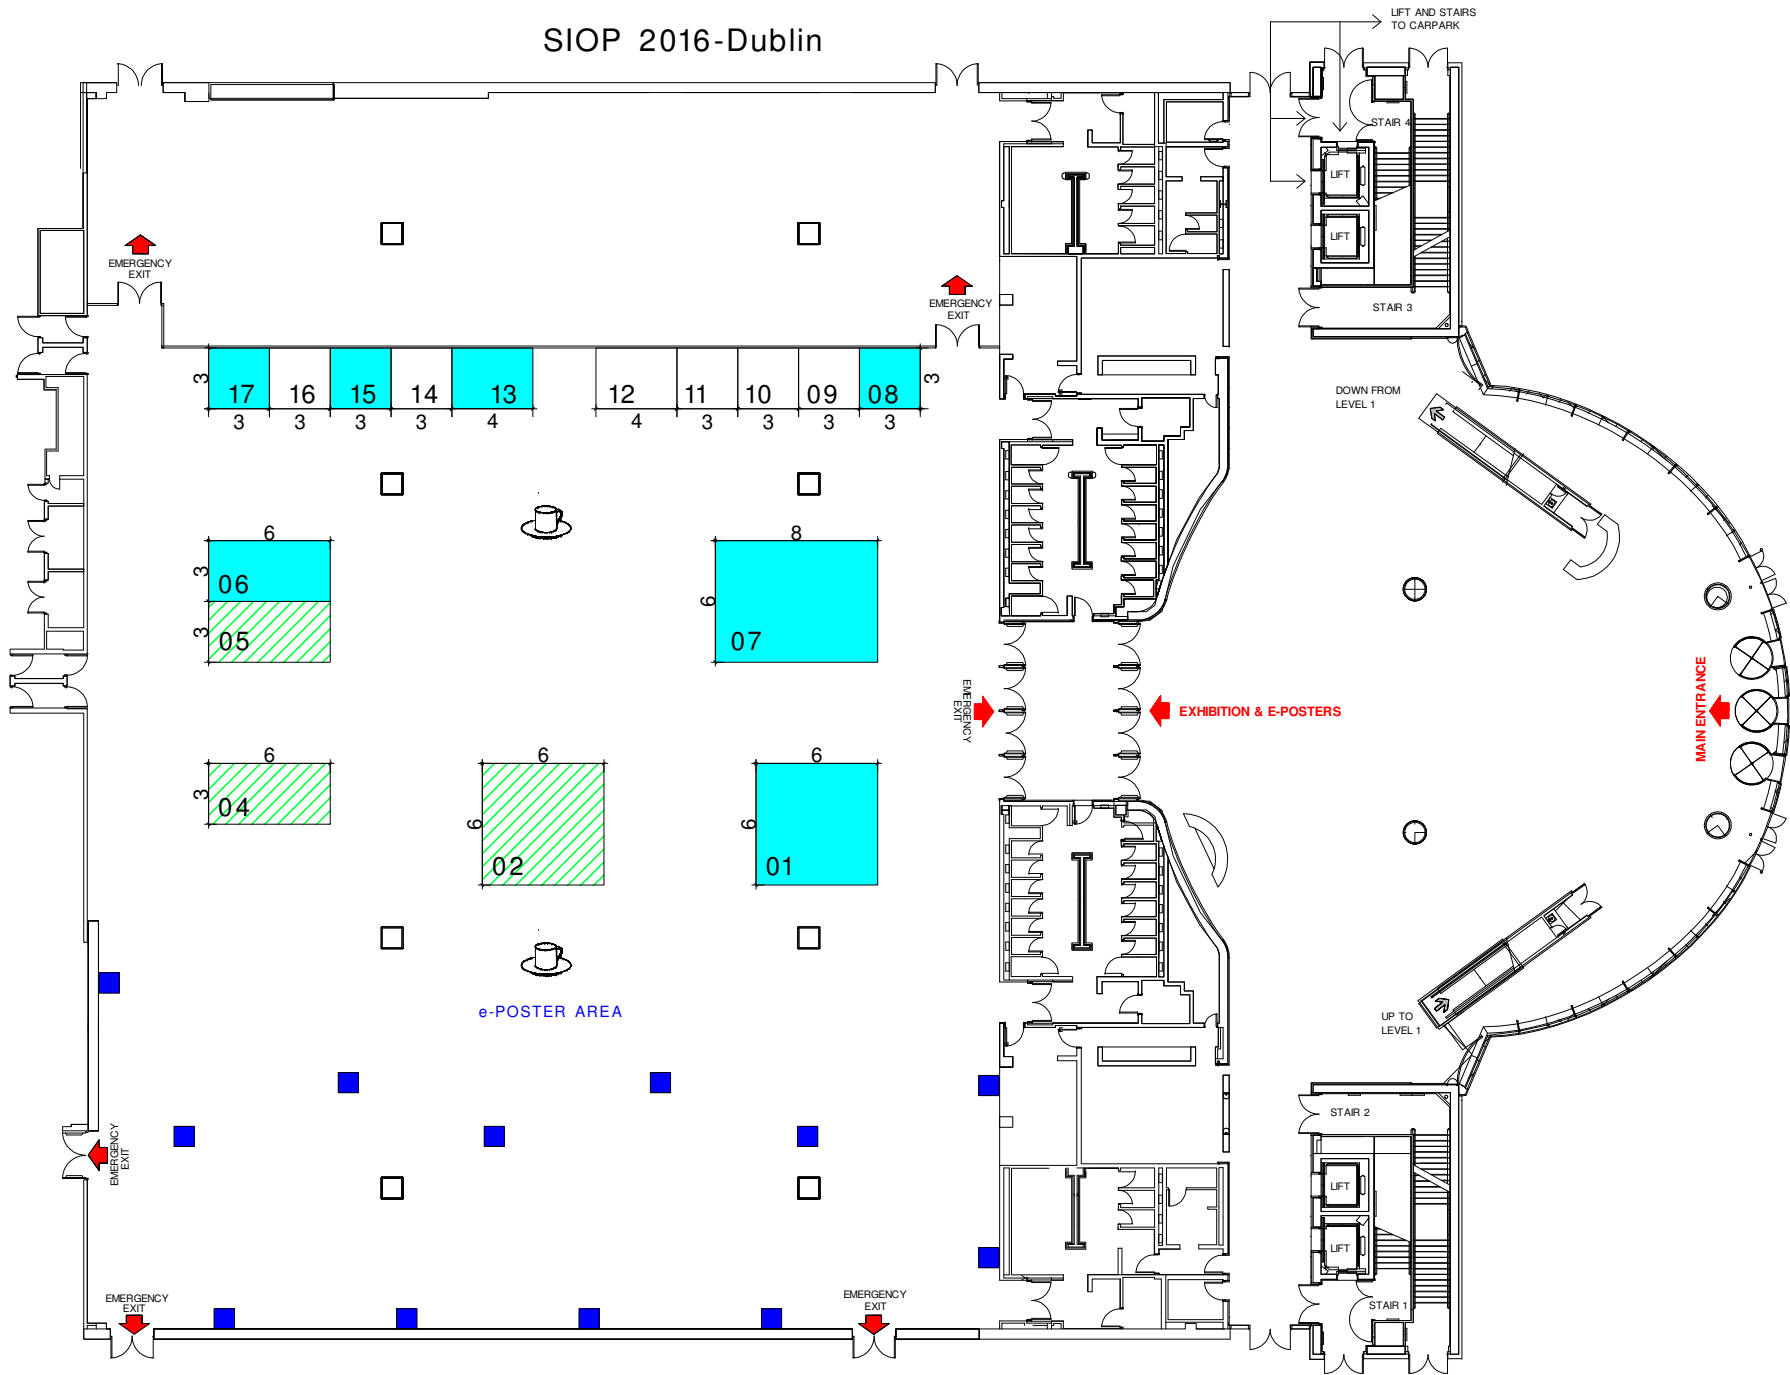 LIFT AND STAIRS
TO CARPARK
SIOP 2016-Dublin
STAIR 4
LIFT
LIFT
EMERGENCY
EXIT
EMERGENCY
EXIT
STAIR 3
3
17
16
15
14
13
12
11
10
09
08
3
3
3
3
3
4
4
3
3
3
3
DOWN FROM
LEVEL 1
6
8
3
06
6
3
05
07
EMERGENCY
EXIT
EXHIBITION & E-POSTERS
MAIN ENTRANCE
6
6
6
3
04
6
02
6
01
e-POSTER AREA
UP TO
LEVEL 1
STAIR 2
EMERGENCY
EXIT
LIFT
LIFT
EMERGENCY
EXIT
EMERGENCY
EXIT
STAIR 1